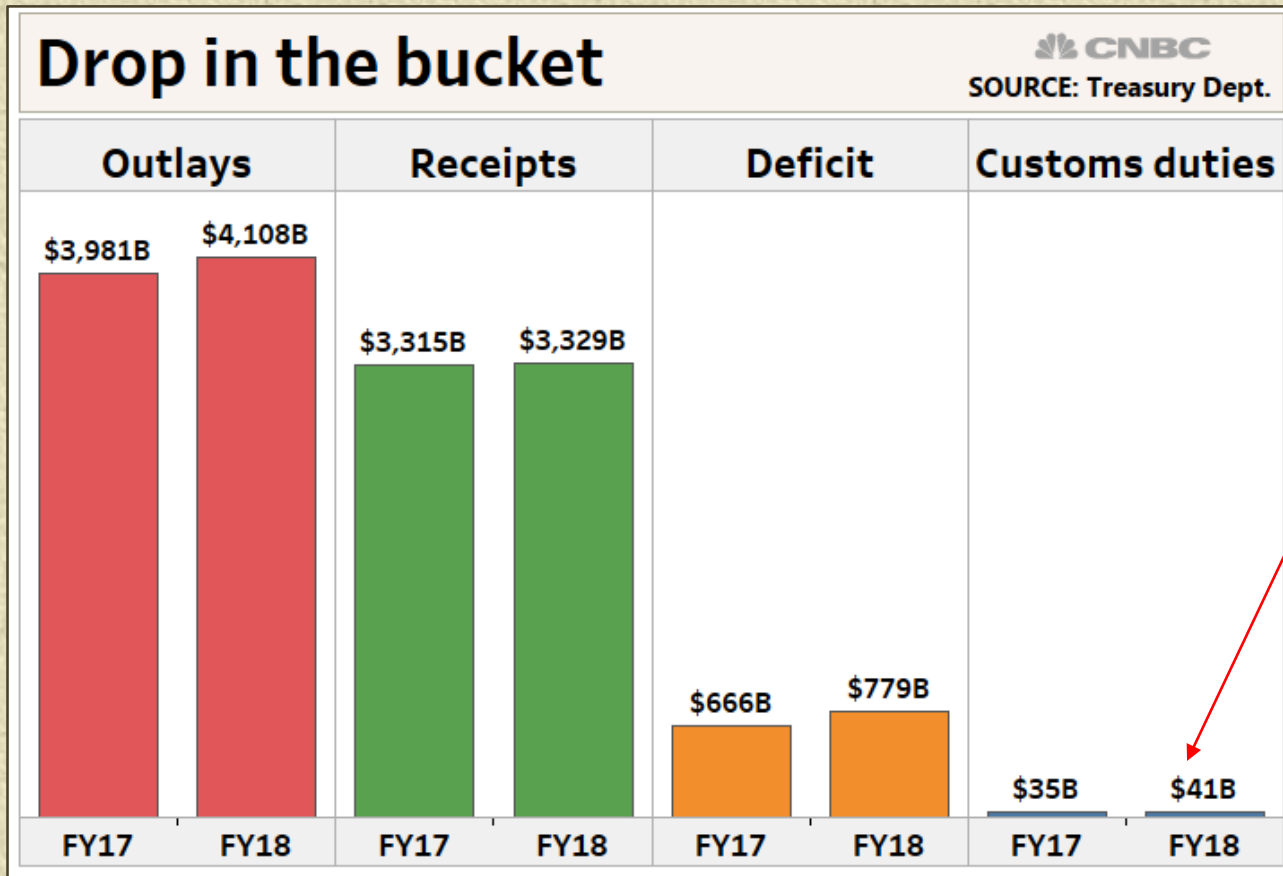 Drop in the bucket
CNBC
SOURCE: Treasury Dept.
Outlays Receipts Deficit Customs duties
$3,981B $4,108B $3,315B $3,329B $666B $779B $35B $41B
FY17 FY18 FY17 FY18 FY17 FY18 FY17 FY18